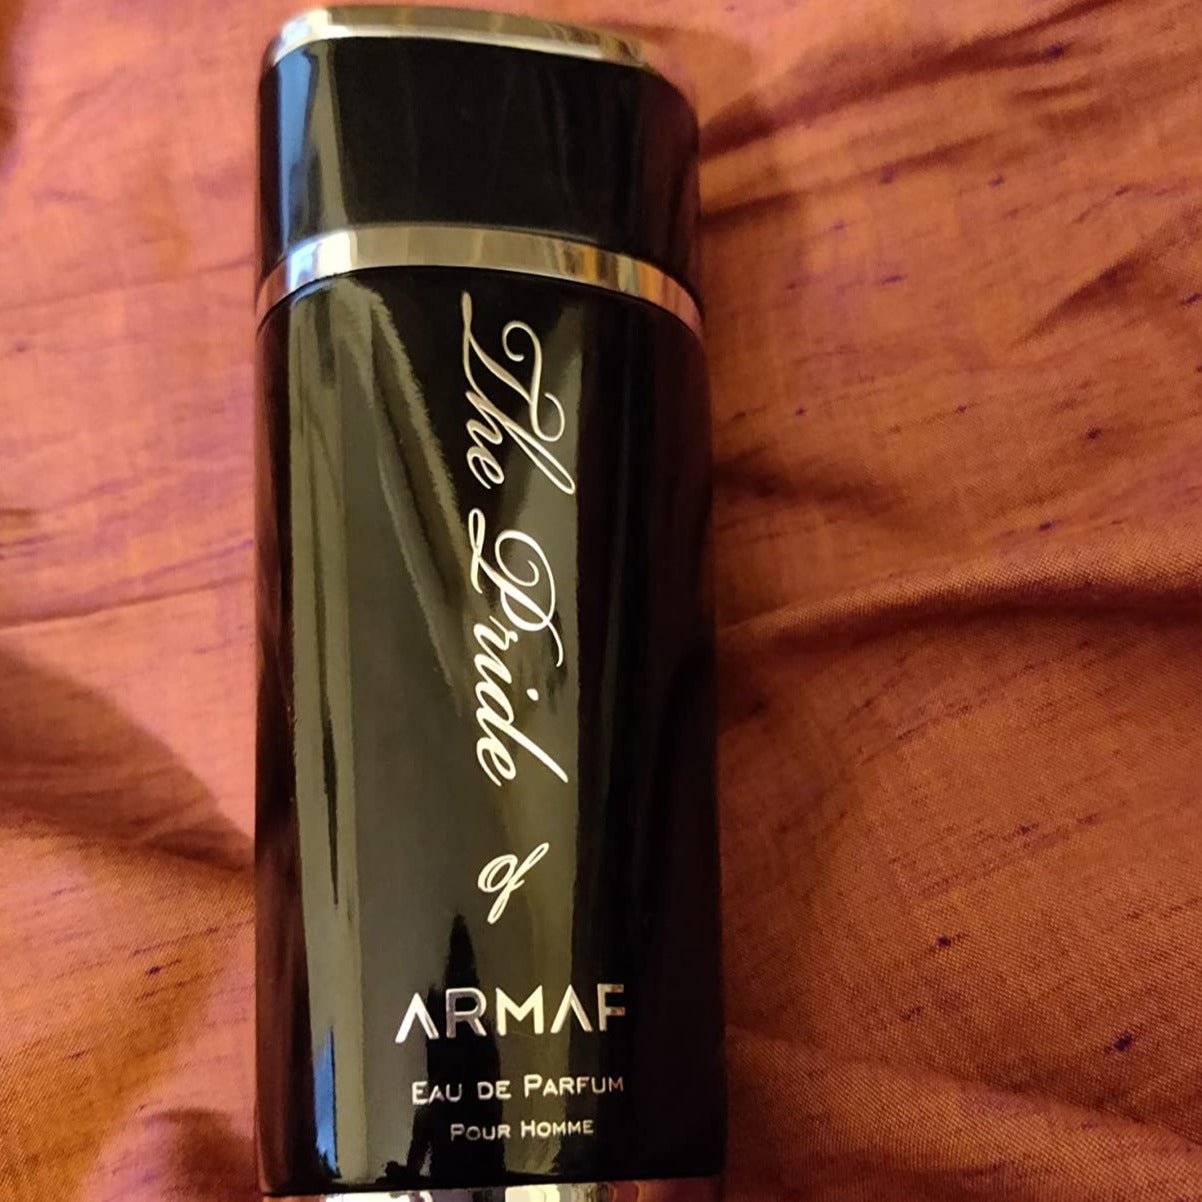 The Pride of
ARMAF
EAU DE PARFUM
POUR HOMME